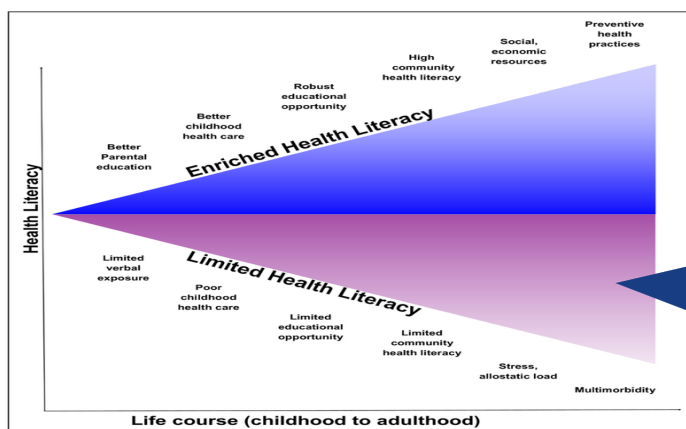 Preventive
health
practices
Social,
economic
resources
High
community
health literacy
Robust
educational
opportunity
Better
childhood
health care
Better
Parental
education
Enriched Health Literacy
Health Literacy
Limited Health Literacy
Limited
verbal
exposure
Poor
childhood
health care
Limited
educational
opportunity
Limited
community
health literacy
Stress,
allostatic load
Multimorbidity
Life course (childhood to adulthood)